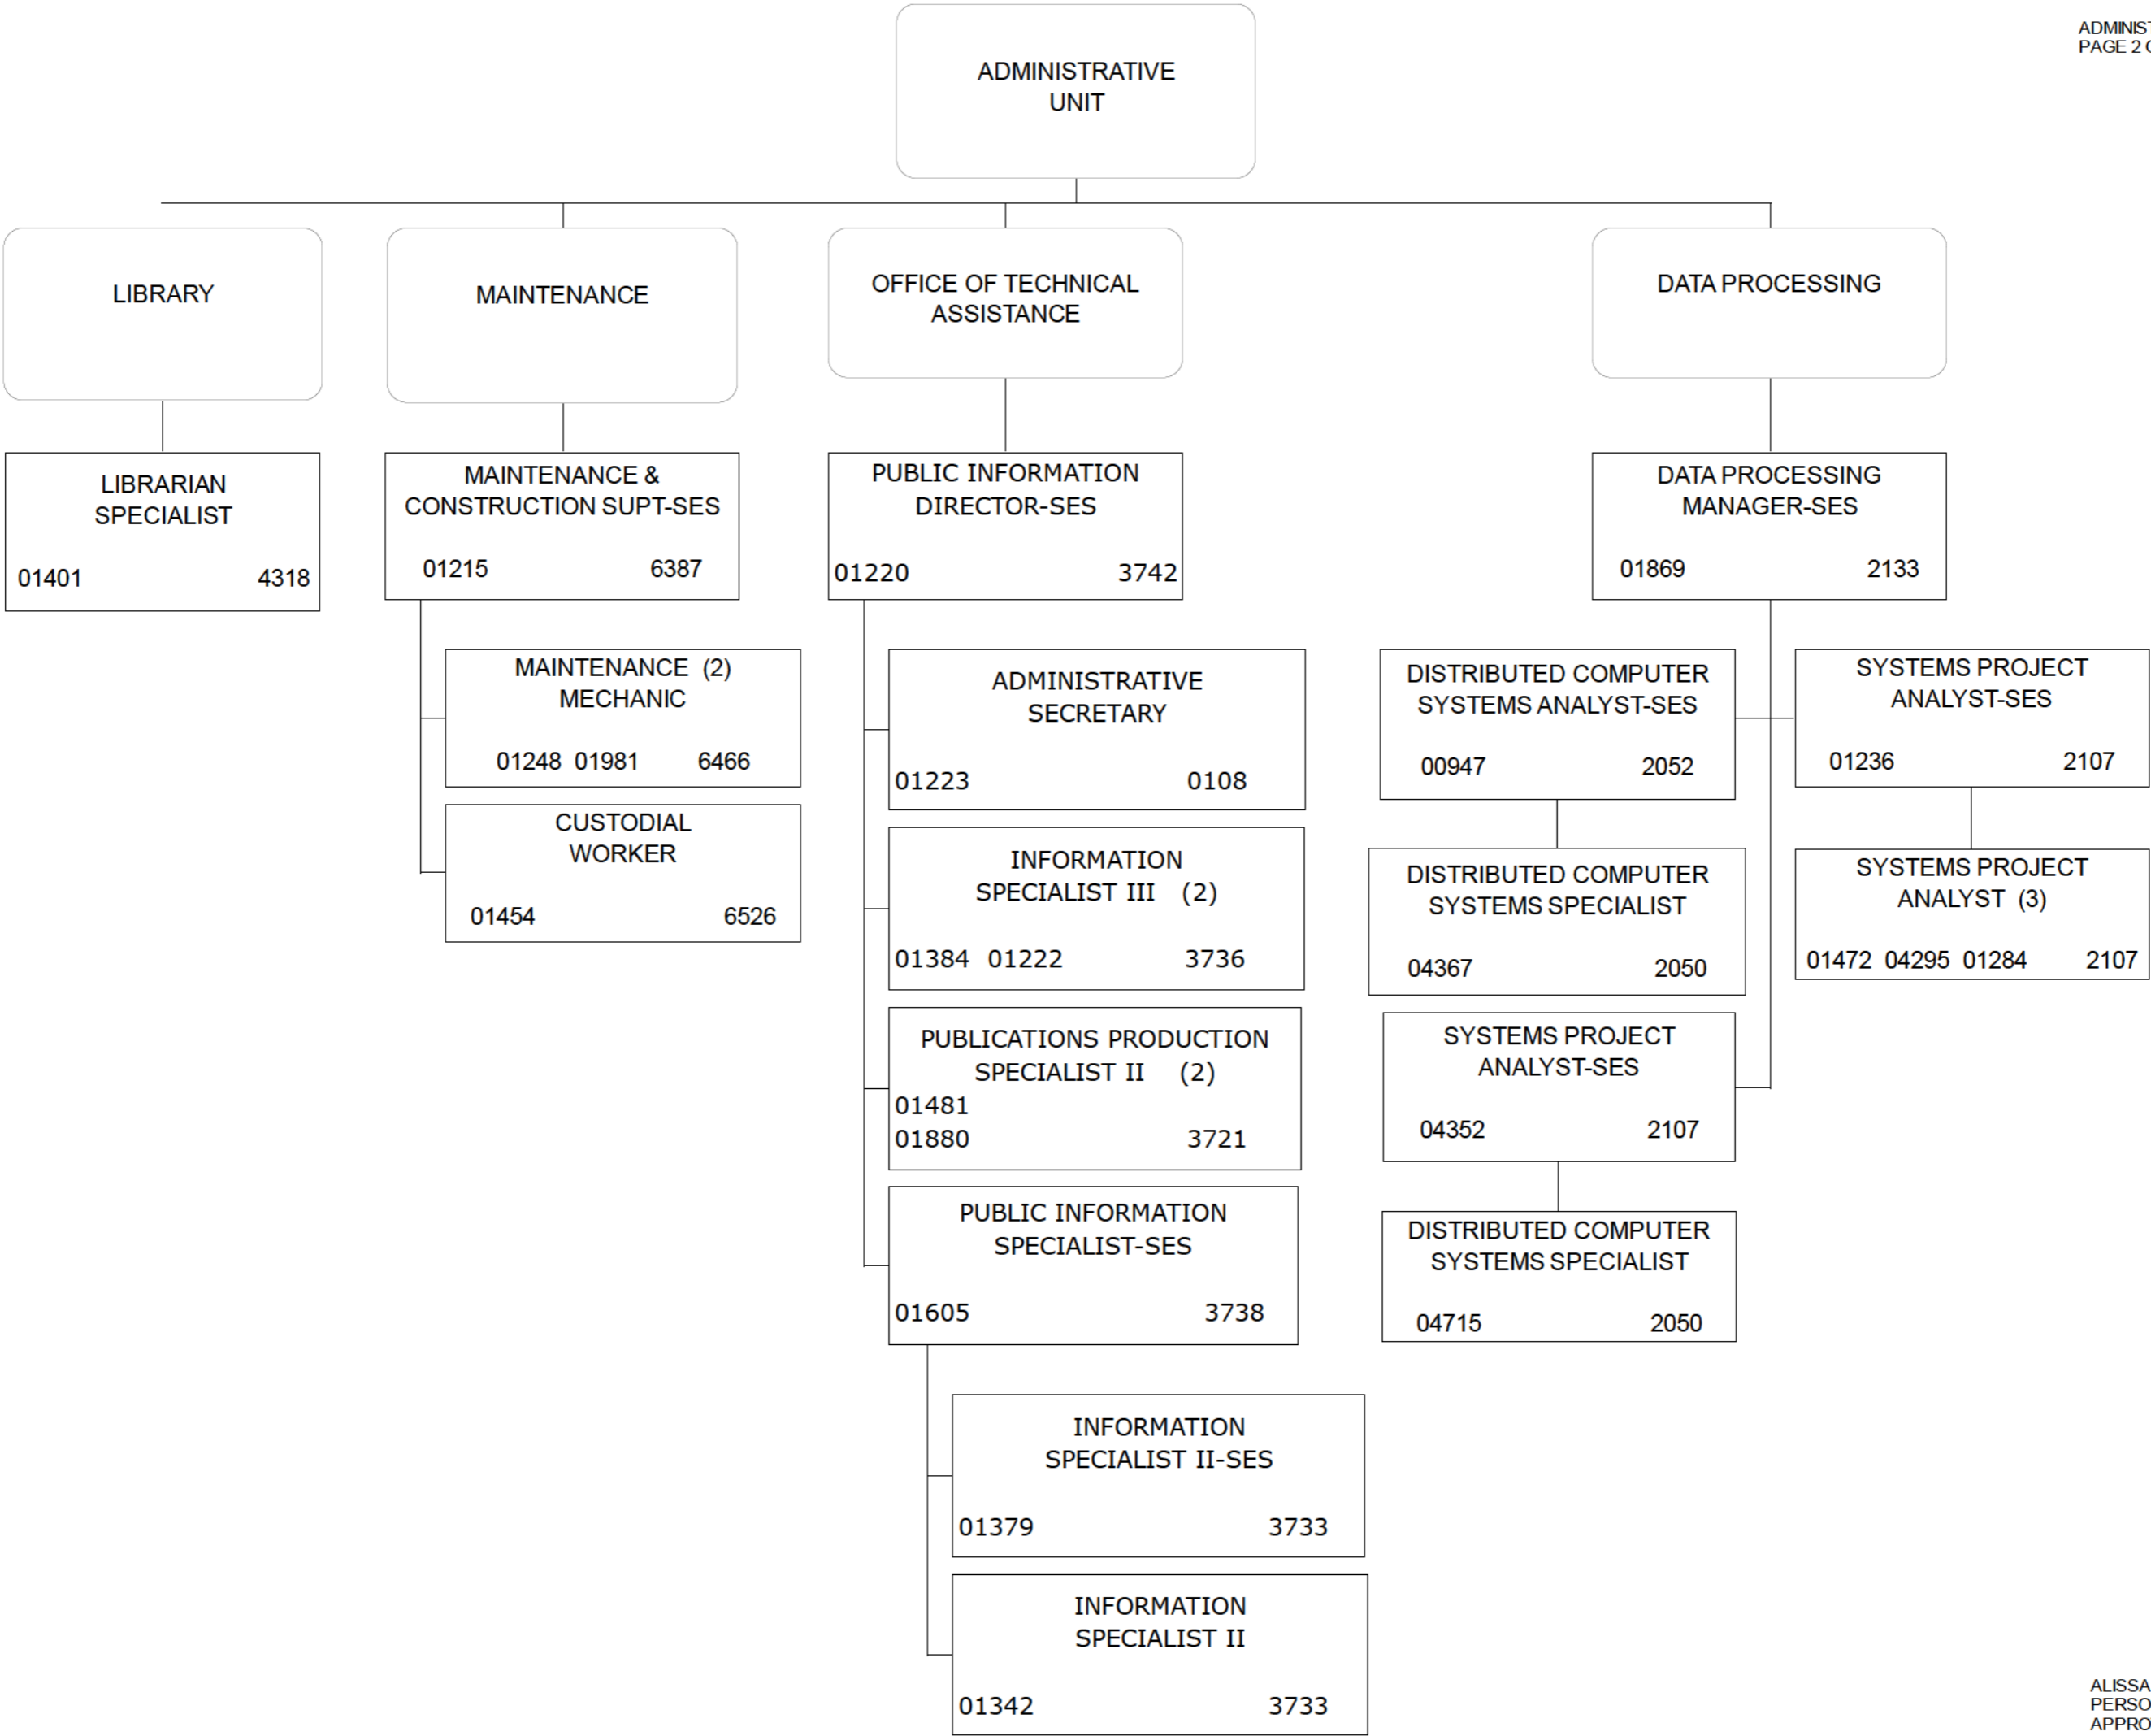 ADMINIS
PAGE 2
ADMINISTRATIVE
UNIT
LIBRARY
MAINTENANCE
OFFICE OF TECHNICAL
ASSISTANCE
DATA PROCESSING
LIBRARIAN
SPECIALIST
01401 4318
MAINTENANCE &
CONSTRUCTION SUPT-SES
01215 6387
PUBLIC INFORMATION
DIRECTOR-SES
01220 3742
DATA PROCESSING
MANAGER-SES
01869 2133
MAINTENANCE (2)
MECHANIC
01248 01981 6466
CUSTODIAL
WORKER
01454 6526
ADMINISTRATIVE
SECRETARY
01223 0108
INFORMATION
SPECIALIST III (2)
01384 01222 3736
PUBLICATIONS PRODUCTION
SPECIALIST II (2)
01481
01880 3721
PUBLIC INFORMATION
SPECIALIST-SES
01605 3738
INFORMATION
SPECIALIST II-SES
01379 3733
INFORMATION
SPECIALIST II
01342 3733
DISTRIBUTED COMPUTER
SYSTEMS ANALYST-SES
00947 2052
DISTRIBUTED COMPUTER
SYSTEMS SPECIALIST
04367 2050
SYSTEMS PROJECT
ANALYST-SES
04352 2107
DISTRIBUTED COMPUTER
SYSTEMS SPECIALIST
04715 2050
SYSTEMS PROJECT
ANALYST-SES
01236 2107
SYSTEMS PROJECT
ANALYST (3)
01472 04295 01284 2107
ALISSA
PERSO
APPRO